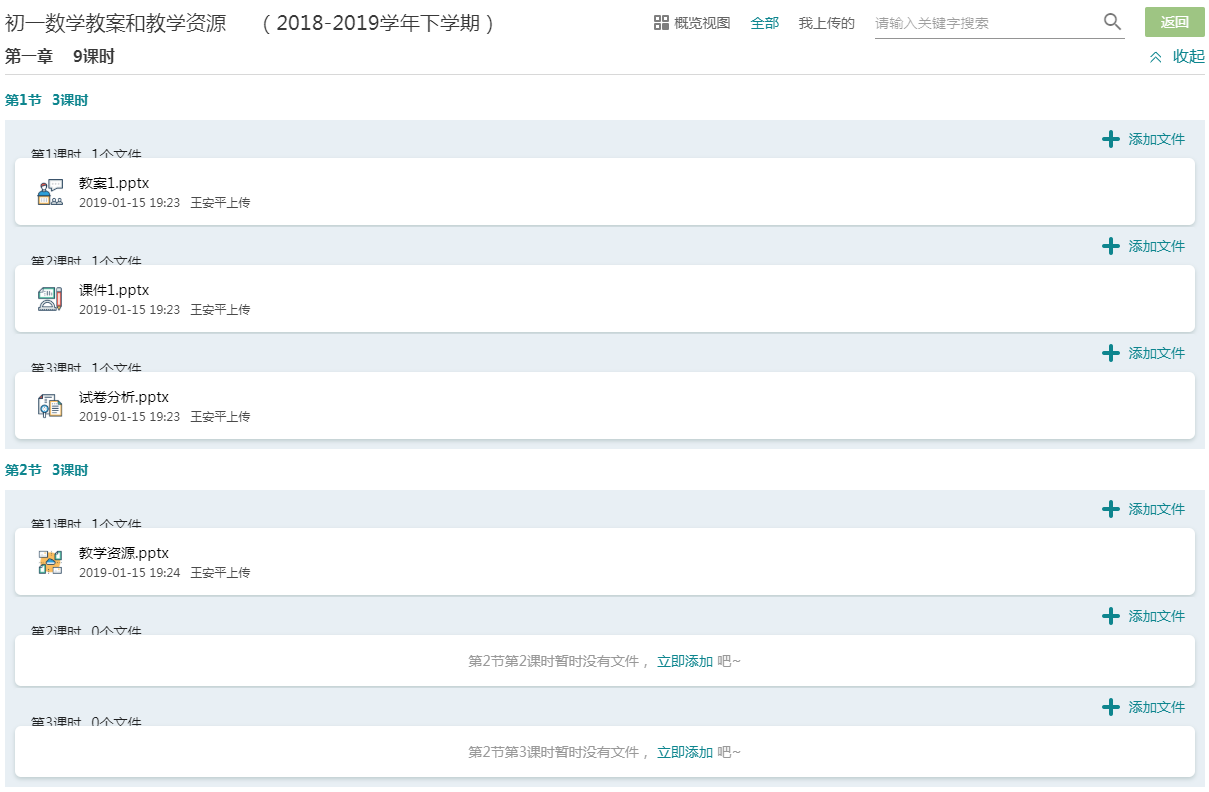 初一数学教案和教学资源 （2018-2019学年下学期） 概览视图 全部 我上传的 请输入关键字搜索 返回
第一章 9课时 收起
第1节 3课时
添加文件
第1课时 1个文件
教案1.pptx
2019-01-15 19:23 王安平上传
添加文件
第2课时 1个文件
课件1.pptx
2019-01-15 19:23 王安平上传
添加文件
第3课时 1个文件
试卷分析.pptx
2019-01-15 19:23 王安平上传
第2节 3课时
添加文件
第1课时 1个文件
教学资源.pptx
2019-01-15 19:24 王安平上传
添加文件
第2课时 0个文件
第2节第2课时暂时没有文件，立即添加 吧~
添加文件
第3课时 0个文件
第2节第3课时暂时没有文件，立即添加 吧~